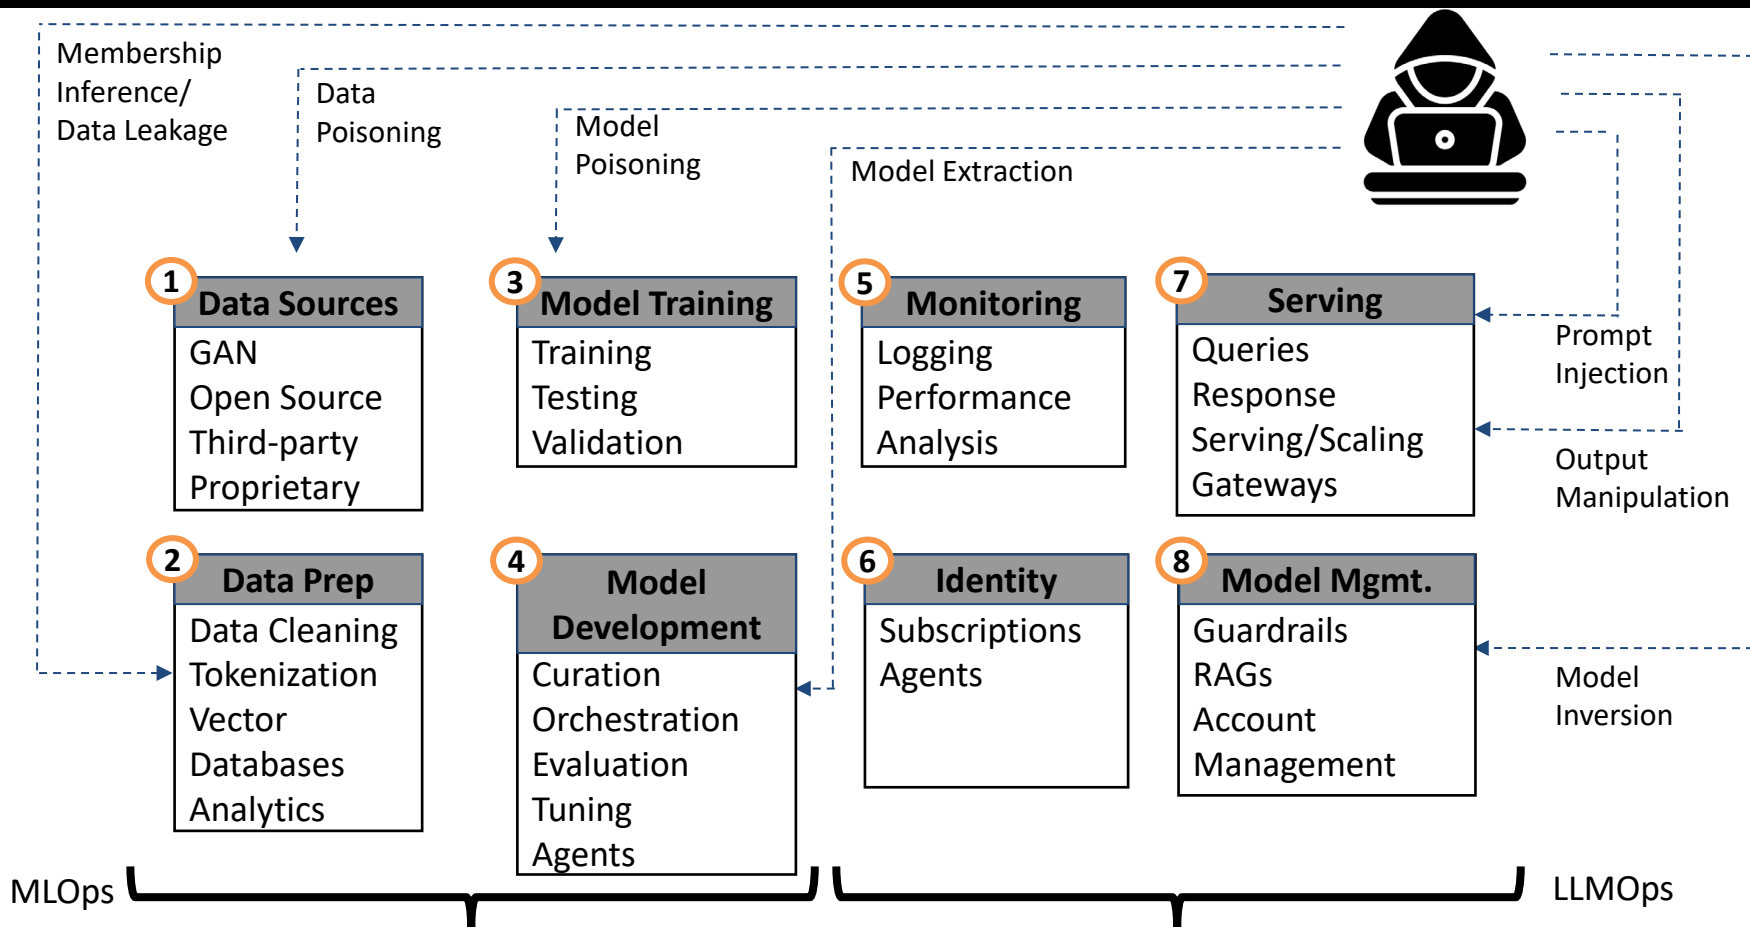 Membership
Inference/
Data Leakage
Data
Poisoning
Model
Poisoning
Model Extraction
1
Data Sources
GAN
Open Source
Third-party
Proprietary
3
Model Training
Training
Testing
Validation
5
Monitoring
Logging
Performance
Analysis
7
Serving
Queries
Response
Serving/Scaling
Gateways
Prompt
Injection
Output
Manipulation
2
Data Prep
Data Cleaning
Tokenization
Vector
Databases
Analytics
4
Model
Development
Curation
Orchestration
Evaluation
Tuning
Agents
6
Identity
Subscriptions
Agents
8
Model Mgmt.
Guardrails
RAGs
Account
Management
Model
Inversion
MLOps
LLMOps